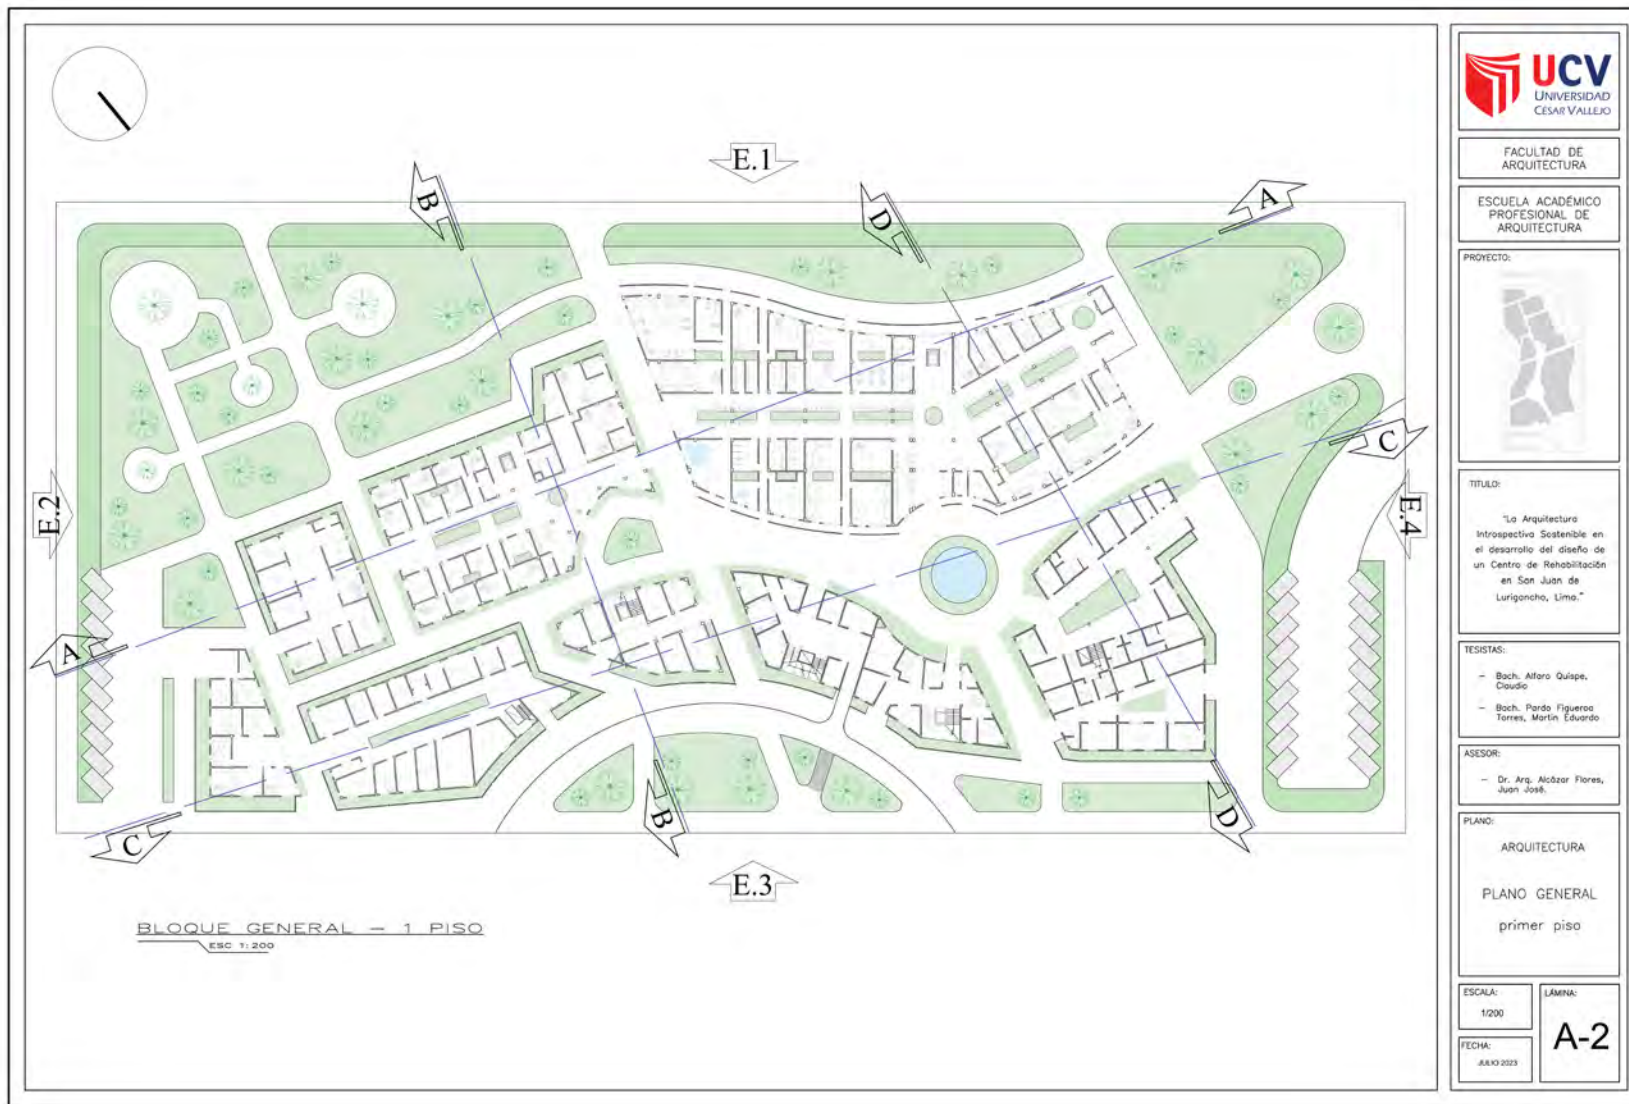 E.1
B
D
A
E.2
C
E.4
A
C
B
D
E.3
BLOQUE GENERAL - 1 PISO
ESC 1:200
UCV
UNIVERSIDAD
CÉSAR VALLEJO
FACULTAD DE
ARQUITECTURA
ESCUELA ACADÉMICO
PROFESIONAL DE
ARQUITECTURA
PROYECTO:
TITULO:
"La Arquitectura
Introspectiva Sostenible en
el desarrollo del diseño de
un Centro de Rehabilitación
en San Juan de
Lurigancho, Lima."
TESISTAS:
- Bach. Alfaro Quispe,
Claudio
- Bach. Pardo Figueroa
Torres, Martin Eduardo
ASESOR:
- Dr. Arq. Alcázar Flores,
Juan José.
PLANO:
ARQUITECTURA
PLANO GENERAL
primer piso
ESCALA:
1/200
LÁMINA:
A-2
FECHA:
JULIO 2023